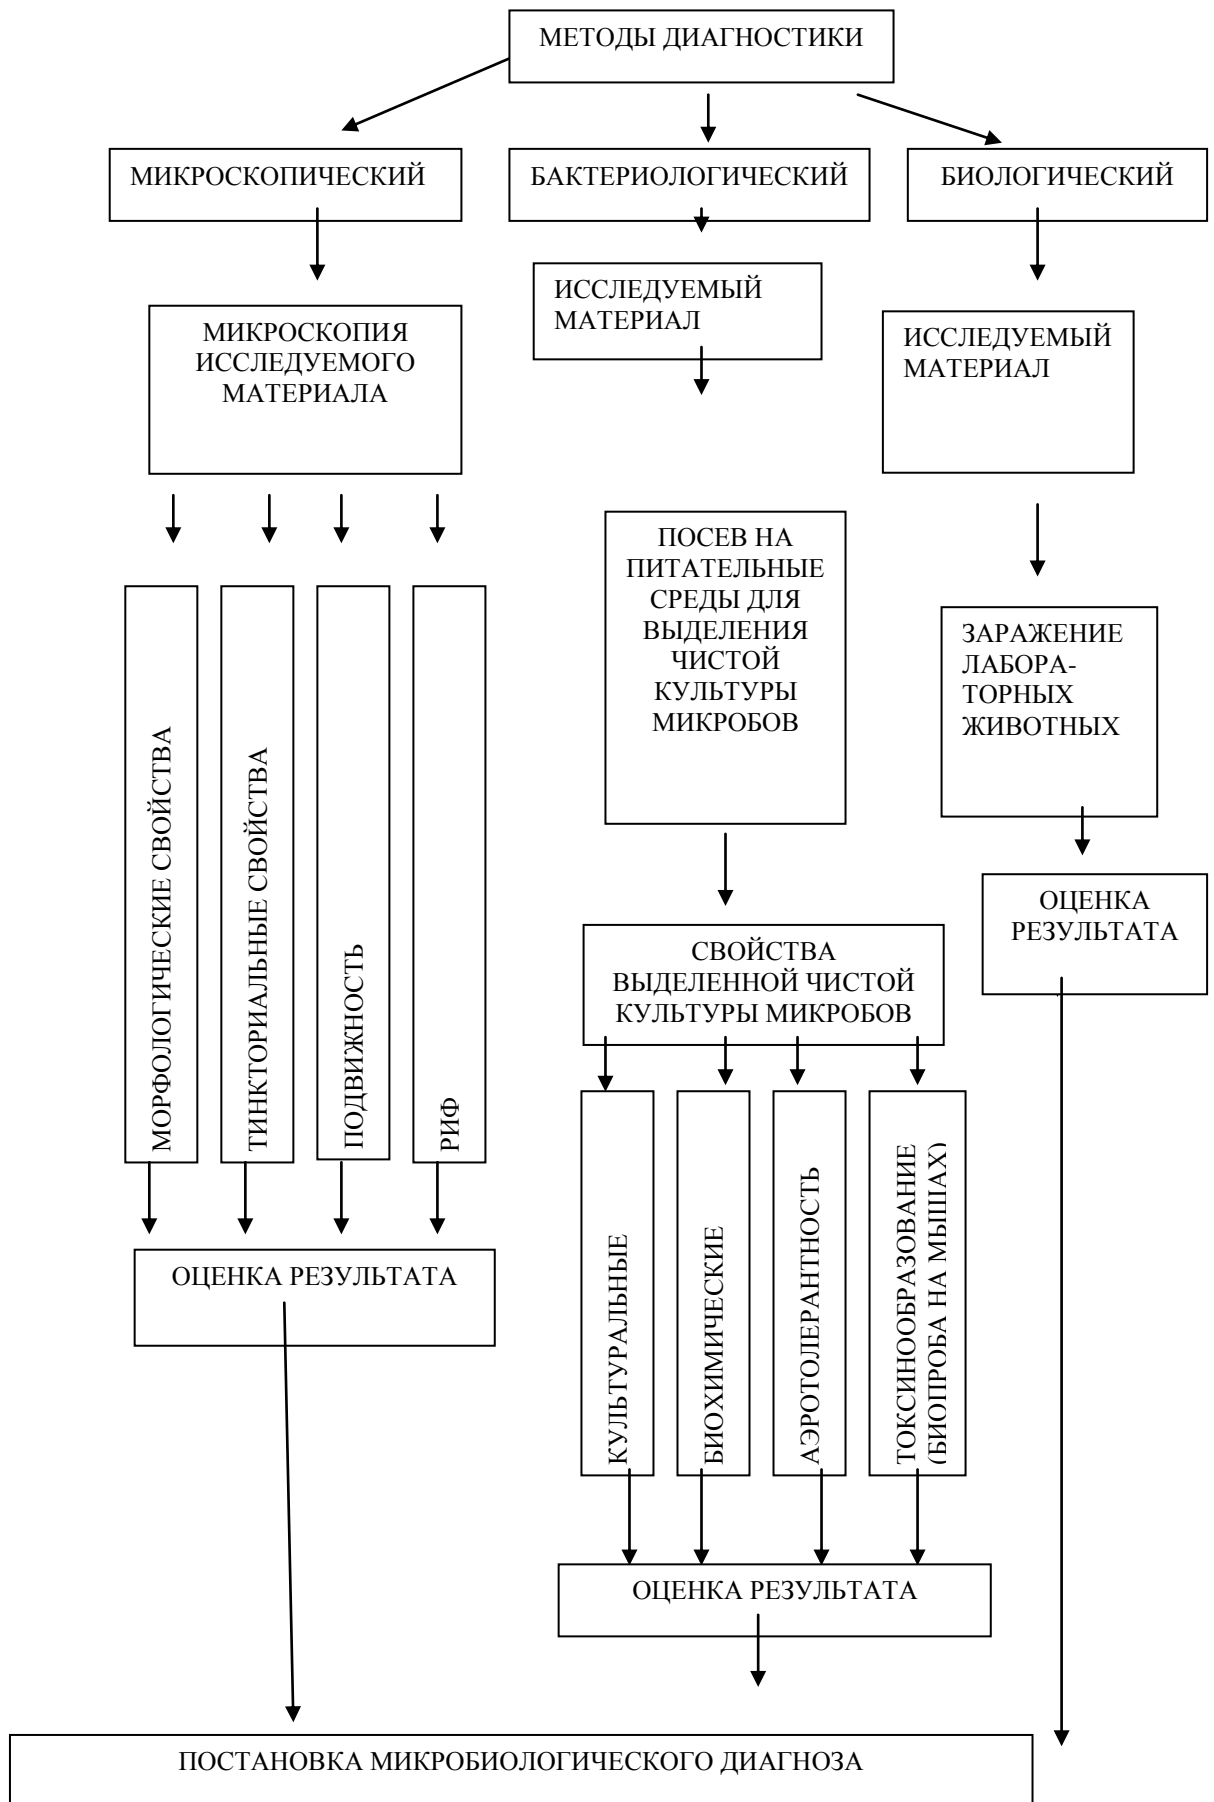 МЕТОДЫ ДИАГНОСТИКИ
МИКРОСКОПИЧЕСКИЙ
БАКТЕРИОЛОГИЧЕСКИЙ
БИОЛОГИЧЕСКИЙ
МИКРОСКОПИЯ
ИССЛЕДУЕМОГО
МАТЕРИАЛА
ИССЛЕДУЕМЫЙ
МАТЕРИАЛ
ИССЛЕДУЕМЫЙ
МАТЕРИАЛ
МОРФОЛОГИЧЕСКИЕ СВОЙСТВА
ТИНКТОРИАЛЬНЫЕ СВОЙСТВА
ПОДВИЖНОСТЬ
РИФ
ПОСЕВ НА
ПИТАТЕЛЬНЫЕ
СРЕДЫ ДЛЯ
ВЫДЕЛЕНИЯ
ЧИСТОЙ
КУЛЬТУРЫ
МИКРОБОВ
ЗАРАЖЕНИЕ
ЛАБОРА-
ТОРНЫХ
ЖИВОТНЫХ
ОЦЕНКА
РЕЗУЛЬТАТА
СВОЙСТВА
ВЫДЕЛЕННОЙ ЧИСТОЙ
КУЛЬТУРЫ МИКРОБОВ
КУЛЬТУРАЛЬНЫЕ
БИОХИМИЧЕСКИЕ
АЭРОТОЛЕРАНТНОСТЬ
ТОКСИНООБРАЗОВАНИЕ
(БИОПРОБА НА МЫШАХ)
ОЦЕНКА РЕЗУЛЬТАТА
ОЦЕНКА РЕЗУЛЬТАТА
ПОСТАНОВКА МИКРОБИОЛОГИЧЕСКОГО ДИАГНОЗА